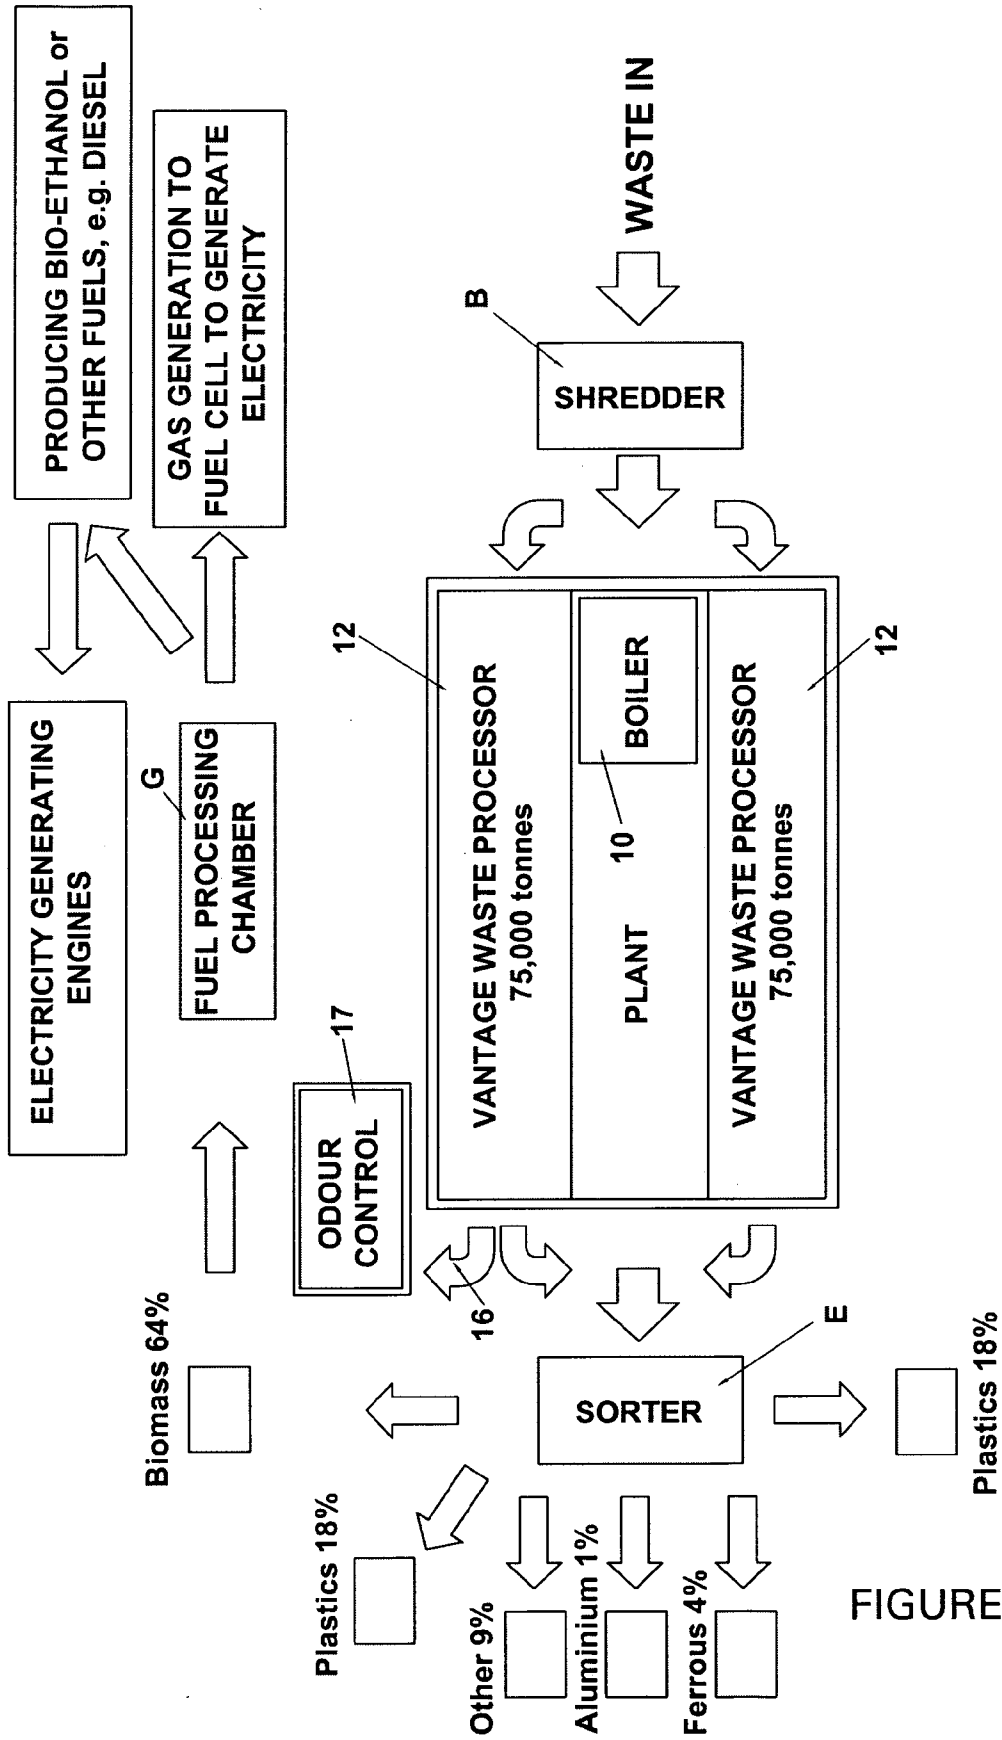 PRODUCING BIO-ETHANOL or
OTHER FUELS, e.g. DIESEL
GAS GENERATION TO
FUEL CELL TO GENERATE
ELECTRICITY
ELECTRICITY GENERATING
ENGINES
G
FUEL PROCESSING
CHAMBER
WASTE IN
B
SHREDDER
12
VANTAGE WASTE PROCESSOR
75,000 tonnes
BOILER
10
PLANT
VANTAGE WASTE PROCESSOR
75,000 tonnes
12
17
ODOUR
CONTROL
16
E
SORTER
Biomass 64%
Plastics 18%
Other 9%
Aluminium 1%
Ferrous 4%
Plastics 18%
FIGURE